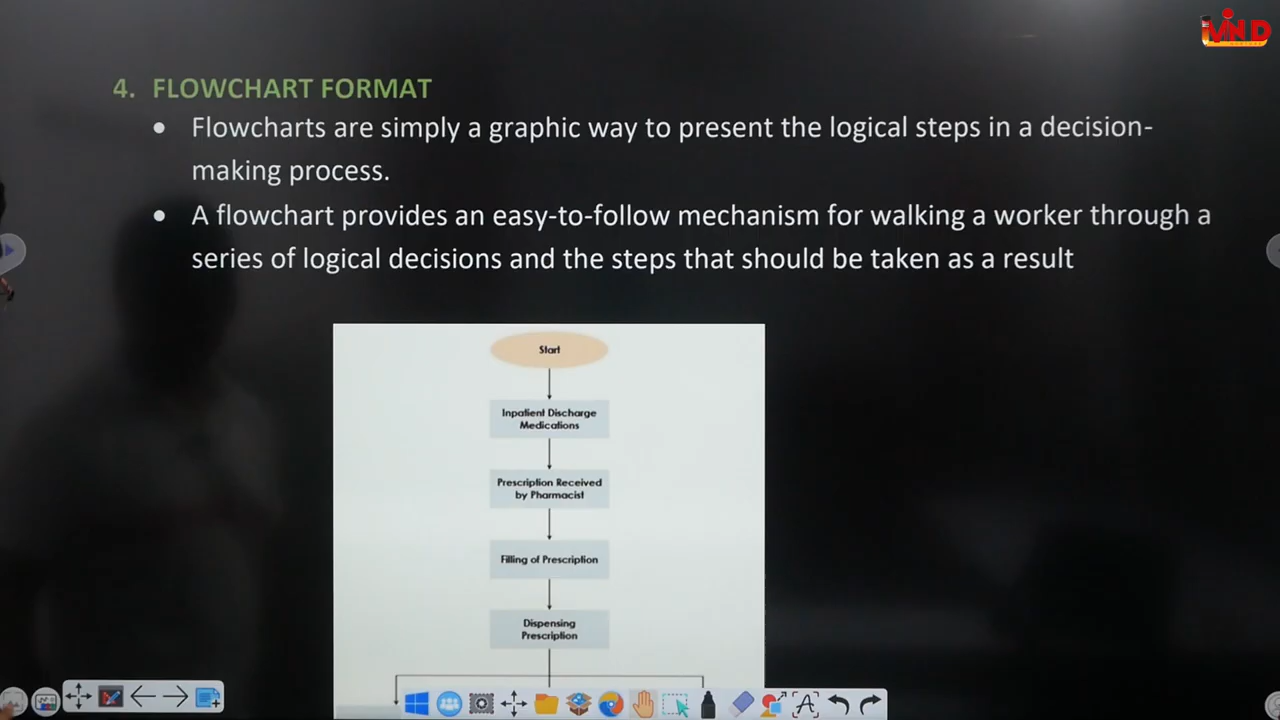 iVIND
4. FLOWCHART FORMAT
• Flowcharts are simply a graphic way to present the logical steps in a decision-
making process.
• A flowchart provides an easy-to-follow mechanism for walking a worker through a
series of logical decisions and the steps that should be taken as a result
Start
Inpatient Discharge
Medications
Prescription Received
by Pharmacist
Filling of Prescription
Dispensing
Prescription